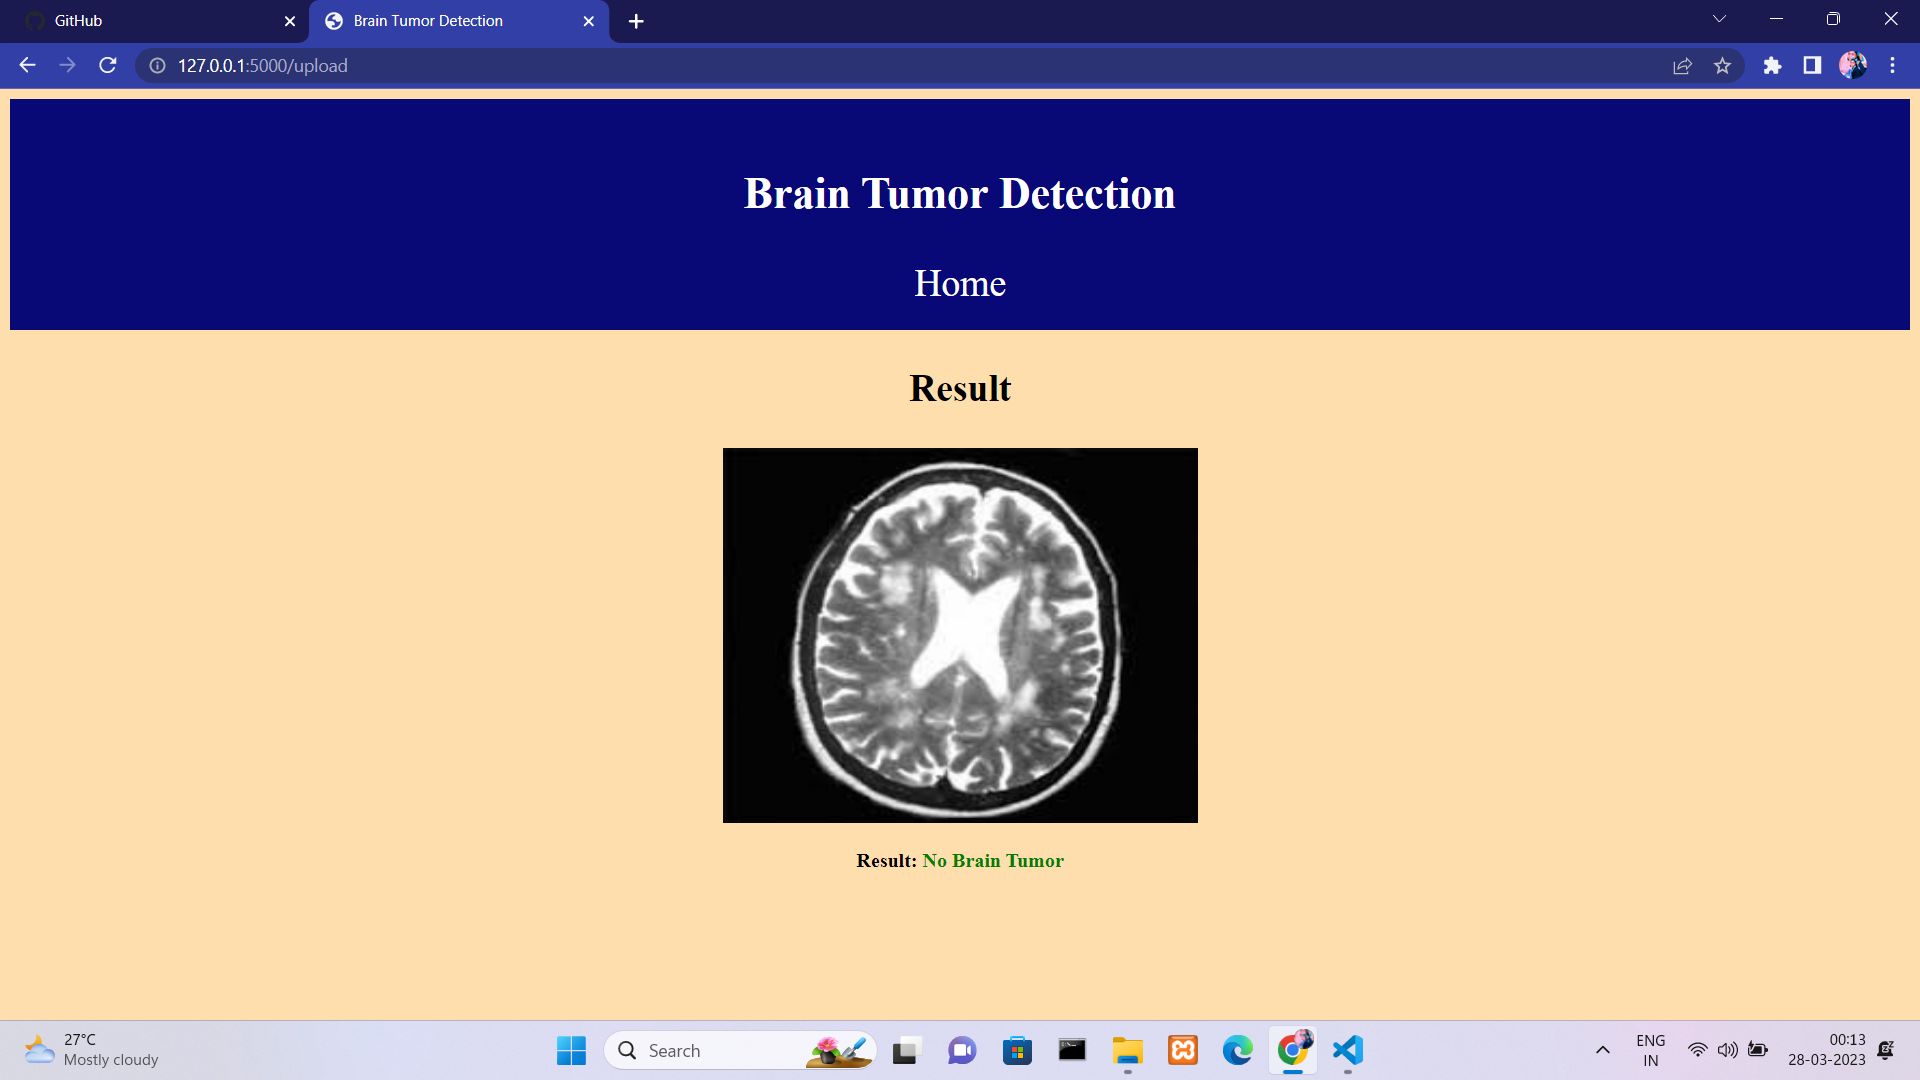 GitHub
Brain Tumor Detection
127.0.0.1:5000/upload
Brain Tumor Detection
Home
Result
Result: No Brain Tumor
27°C
Mostly cloudy
Search
ENG
IN
00:13
28-03-2023